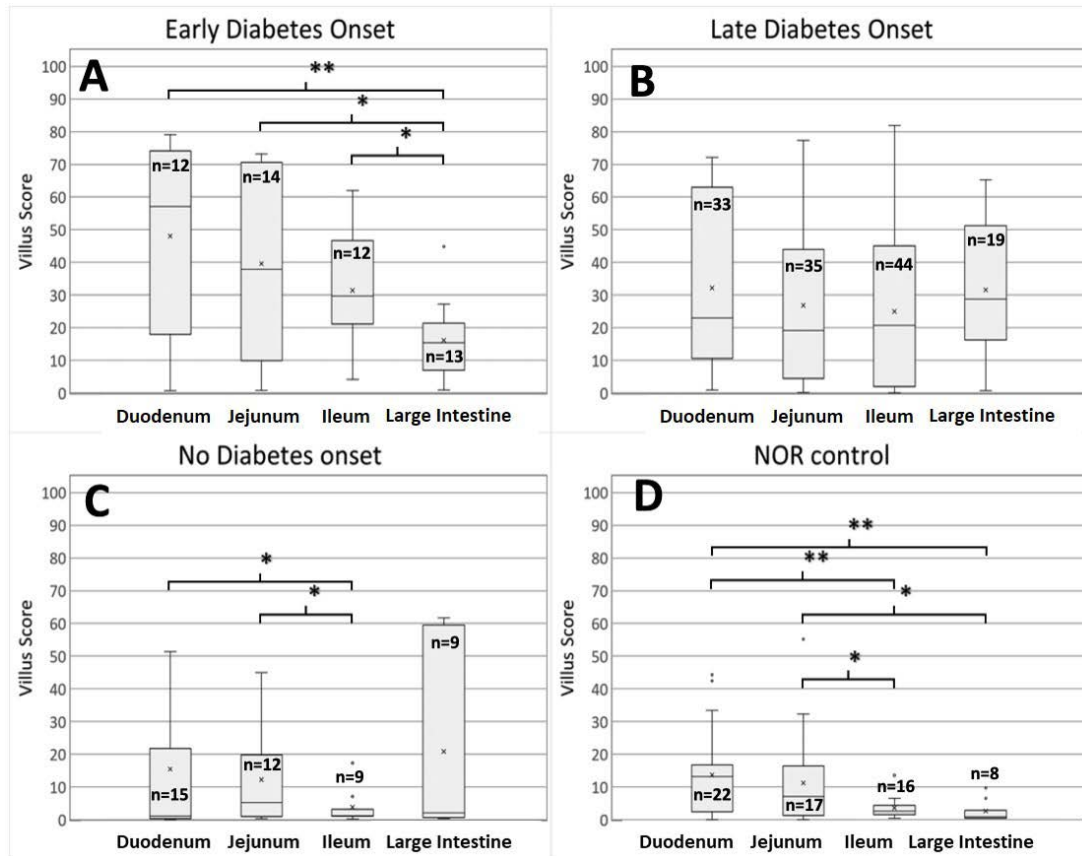 Early Diabetes Onset
A
Villus Score
100
90
80
70
60
50
40
30
20
10
0
**
*
*
n=12
n=14
n=12
n=13
Duodenum Jejunum Ileum Large Intestine
Late Diabetes Onset
B
Villus Score
100
90
80
70
60
50
40
30
20
10
0
n=33
n=35
n=44
n=19
Duodenum Jejunum Ileum Large Intestine
No Diabetes onset
C
Villus Score
100
90
80
70
60
50
40
30
20
10
0
*
*
n=15
n=12
n=9
n=9
Duodenum Jejunum Ileum Large Intestine
NOR control
D
Villus Score
100
90
80
70
60
50
40
30
20
10
0
**
**
*
*
n=22
n=17
n=16
n=8
Duodenum Jejunum Ileum Large Intestine